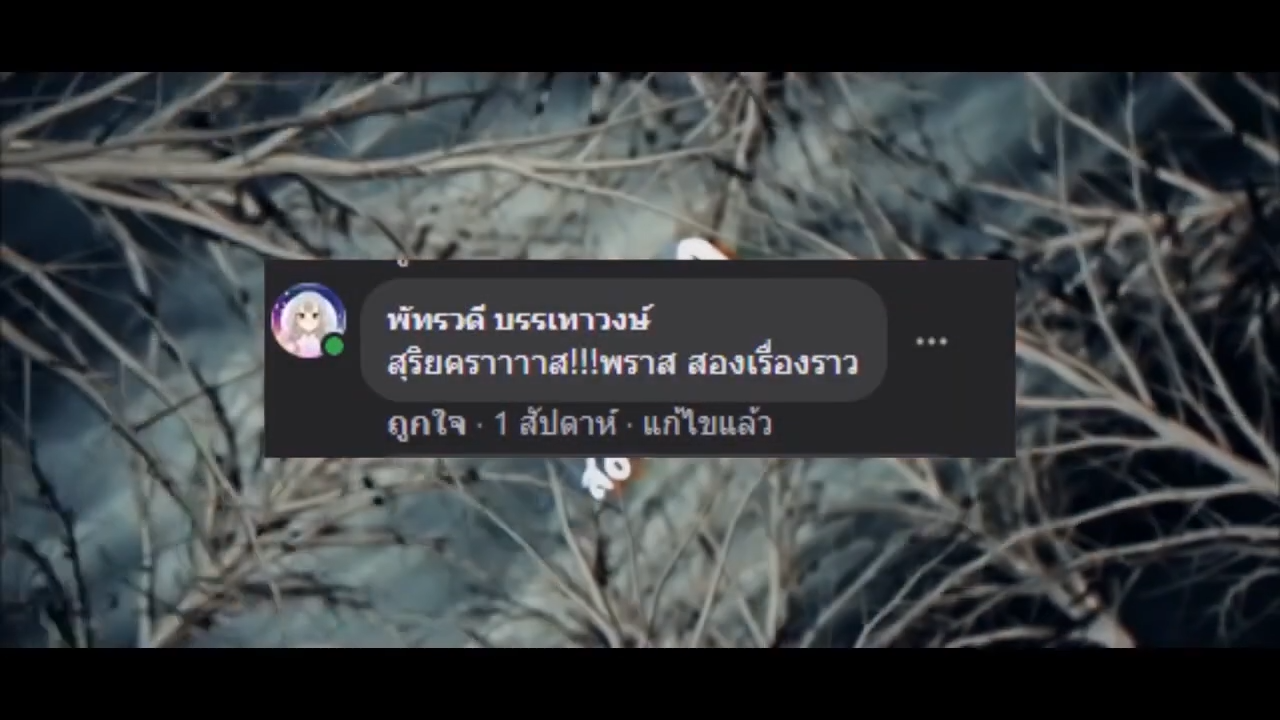 พัทรวดี บรรเทาวงษ์
สุริยคราาาาส!!!พราส สองเรื่องราว
ถูกใจ · 1 สัปดาห์ · แก้ไขแล้ว